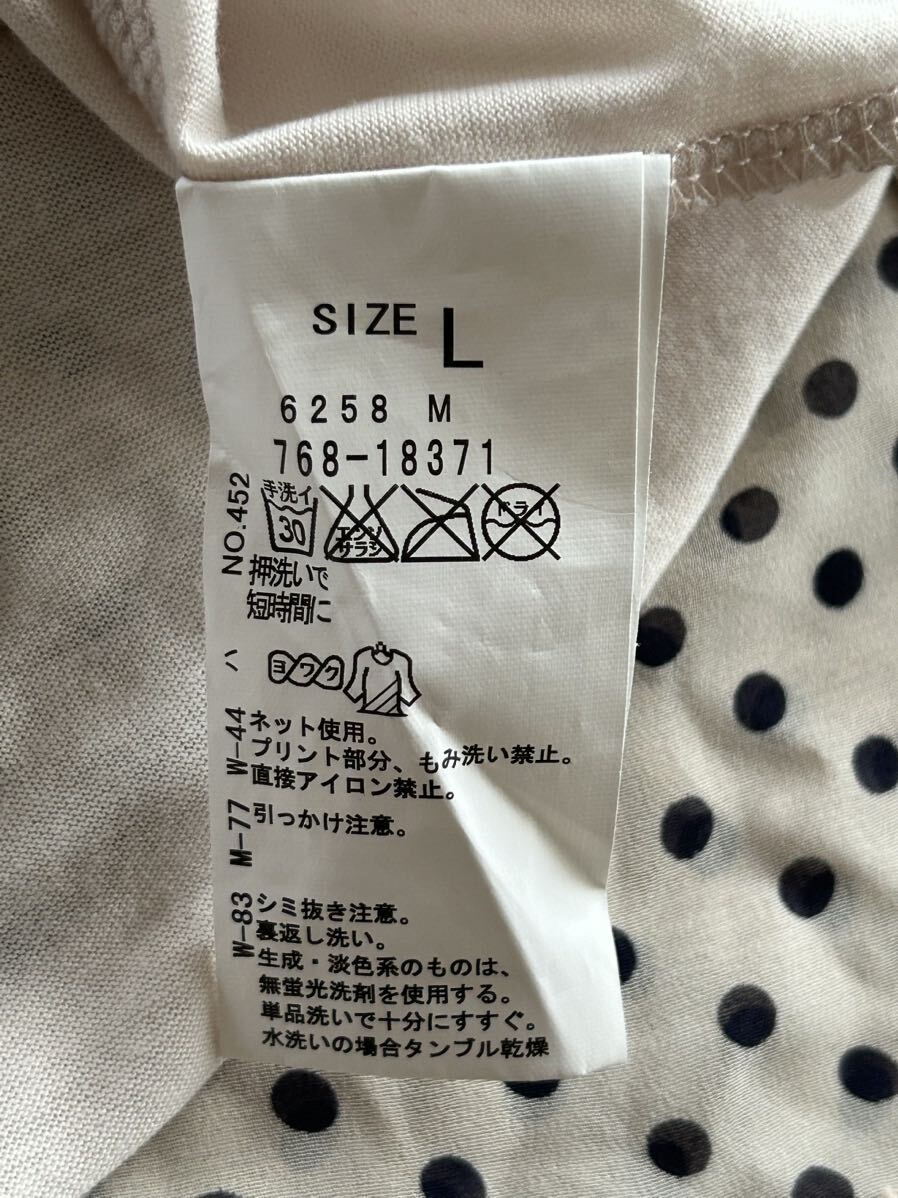 SIZE L
6258 M
768-18371
NO.452
手洗イ
30
エンソ
サラシ
ドライ
押洗いで
短時間に
ハ
ヨワク
W-44
ネット使用。
プリント部分、もみ洗い禁止。
直接アイロン禁止。
M-77
引っかけ注意。
W-83
シミ抜き注意。
裏返し洗い。
生成・淡色系のものは、
無蛍光洗剤を使用する。
単品洗いで十分にすすぐ。
水洗いの場合タンブル乾燥